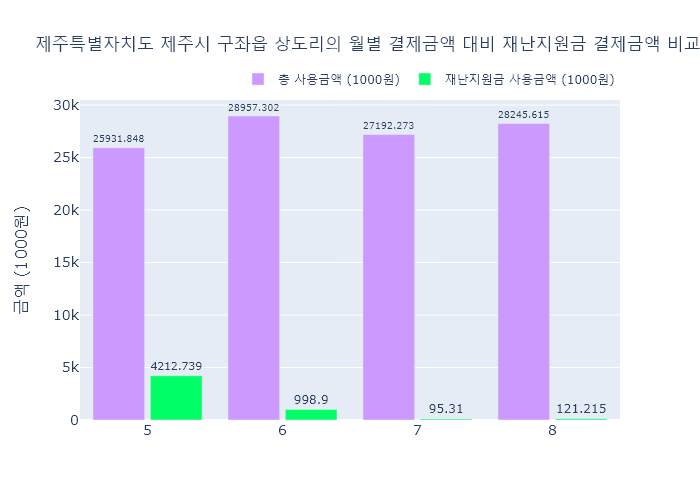 제주특별자치도 제주시 구좌읍 상도리의 월별 결제금액 대비 재난지원금 결제금액 비교
총 사용금액 (1000원) 재난지원금 사용금액 (1000원)
금액 (1000원)
30k
25k
20k
15k
10k
5k
0
25931.848 28957.302 27192.273 28245.615
4212.739 998.9 95.31 121.215
5 6 7 8